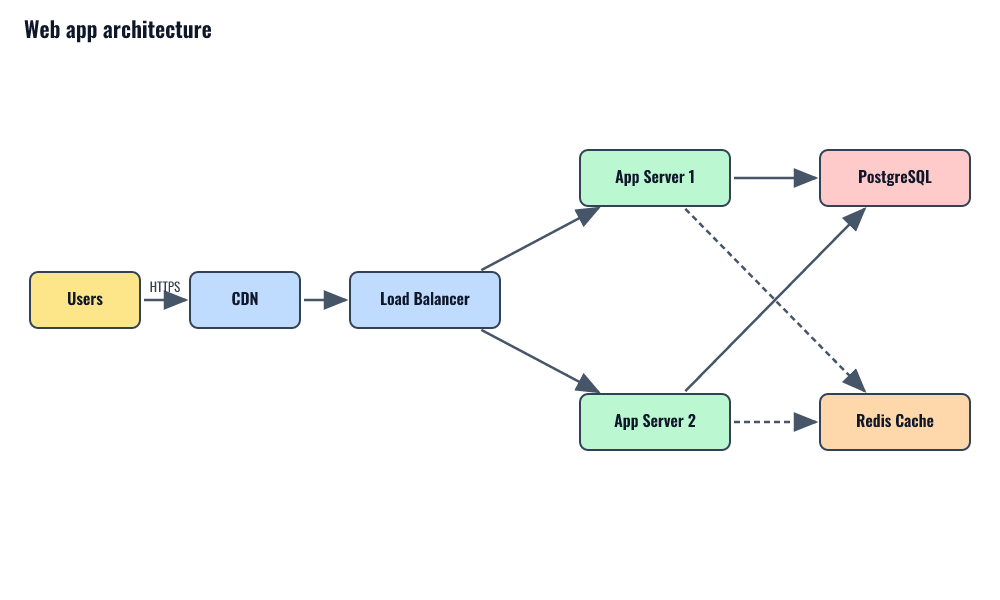 Web app architecture
App Server 1
PostgreSQL
HTTPS
Users
CDN
Load Balancer
App Server 2
Redis Cache